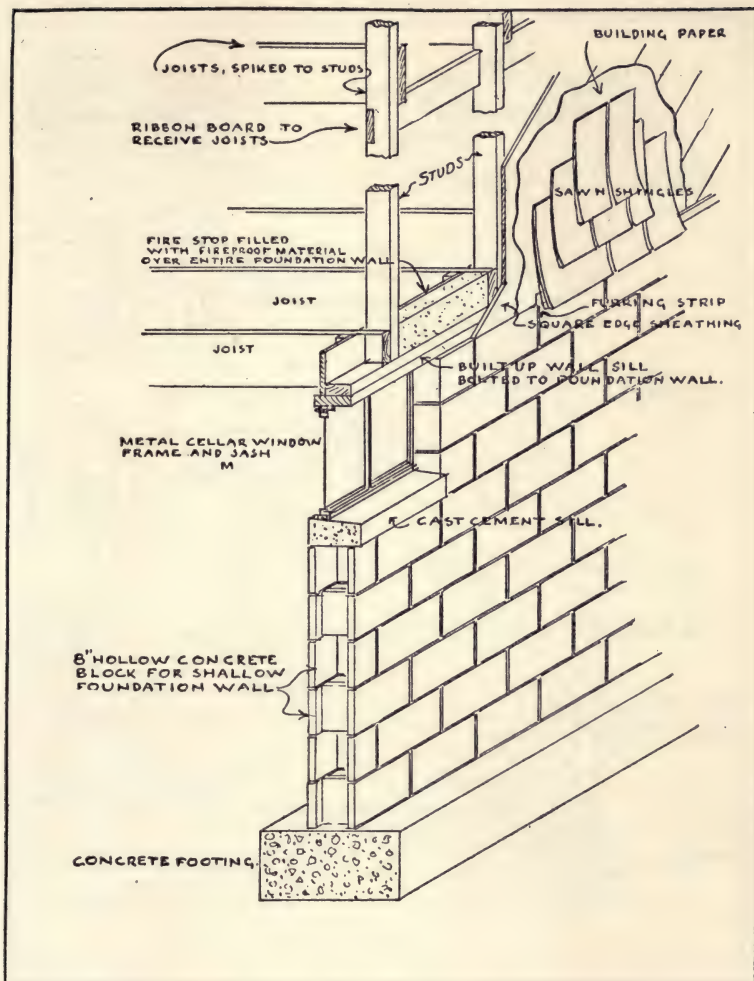 BUILDING PAPER
JOISTS, SPIKED TO STUDS
RIBBON BOARD TO
RECEIVE JOISTS
STUDS
SAWN SHINGLES
FIRE STOP FILLED
WITH FIREPROOF MATERIAL
OVER ENTIRE FOUNDATION WALL
JOIST
FURRING STRIP
SQUARE EDGE SHEATHING
JOIST
BUILT UP WALL SILL
BOLTED TO FOUNDATION WALL.
METAL CELLAR WINDOW
FRAME AND SASH
M
CAST CEMENT SILL.
8" HOLLOW CONCRETE
BLOCK FOR SHALLOW
FOUNDATION WALL
CONCRETE FOOTING.